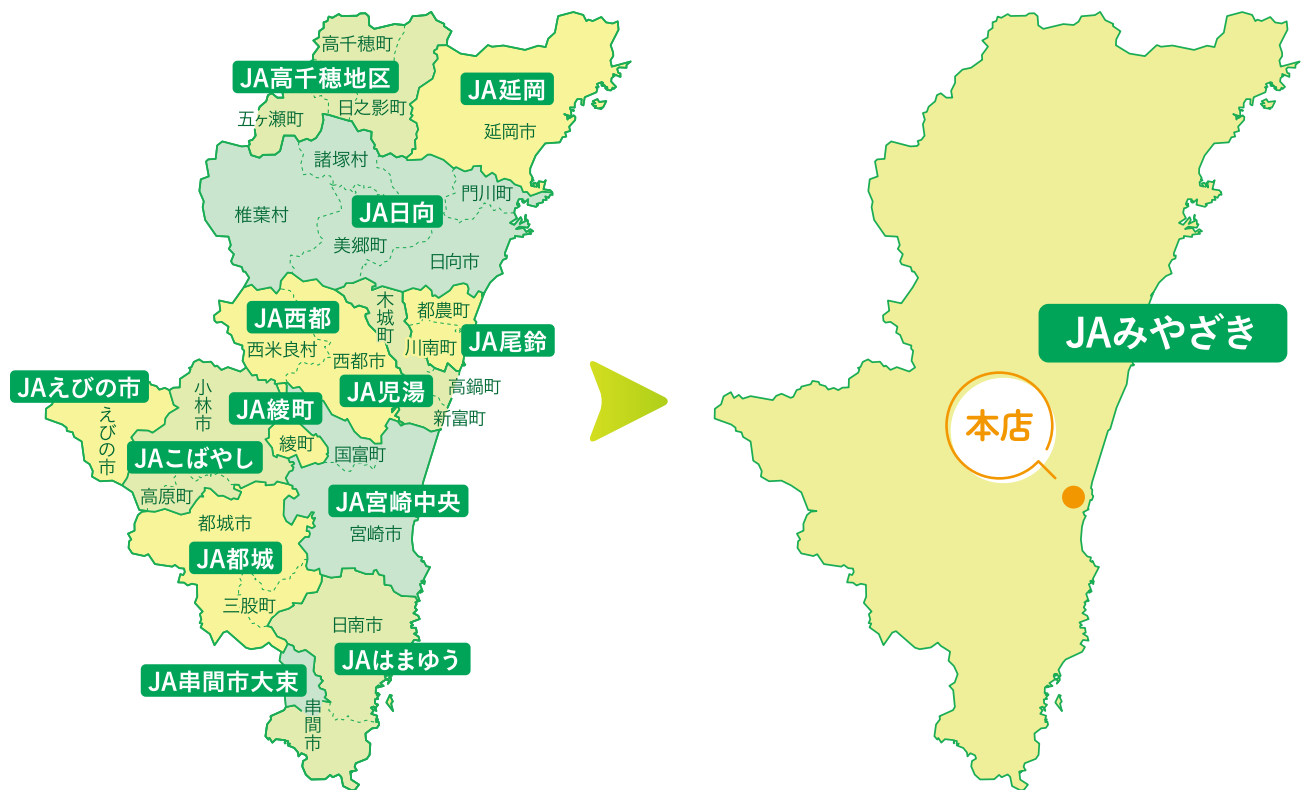 高千穂町
JA高千穂地区
JA延岡
日之影町
五ヶ瀬町
延岡市
諸塚村
門川町
椎葉村
JA日向
美郷町
日向市
木城町
都農町
JA西都
西米良村
西都市
川南町
JA尾鈴
JAえびの市
小林市
JA児湯
高鍋町
えびの市
JA綾町
新富町
綾町
国富町
JAこばやし
高原町
JA宮崎中央
都城市
宮崎市
JA都城
三股町
日南市
JAはまゆう
JA串間市大束
串間市
JAみやざき
本店